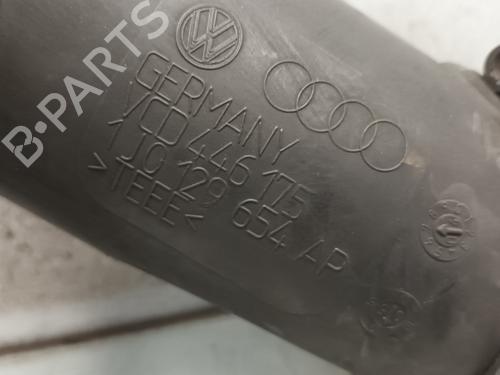 GERMANY
VCD 446 175
1J0 129 654 AP
>TEEE<
B-PARTS